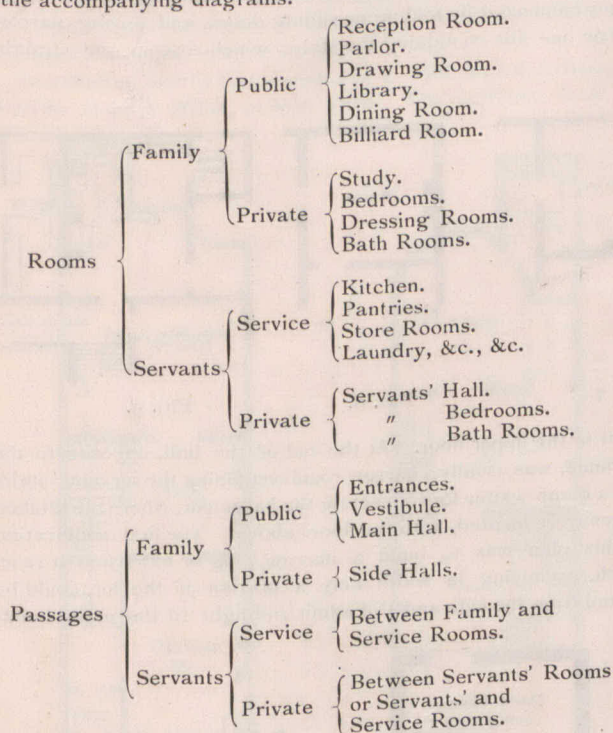 the accompanying diagrams.
Rooms
Family
Public
Reception Room.
Parlor.
Drawing Room.
Library.
Dining Room.
Billiard Room.
Private
Study.
Bedrooms.
Dressing Rooms.
Bath Rooms.
Servants
Service
Kitchen.
Pantries.
Store Rooms.
Laundry, &c., &c.
Private
Servants' Hall.
" Bedrooms.
" Bath Rooms.
Passages
Family
Public
Entrances.
Vestibule.
Main Hall.
Private
Side Halls.
Servants
Service
Between Family and
Service Rooms.
Private
Between Servants' Rooms
or Servants' and
Service Rooms.